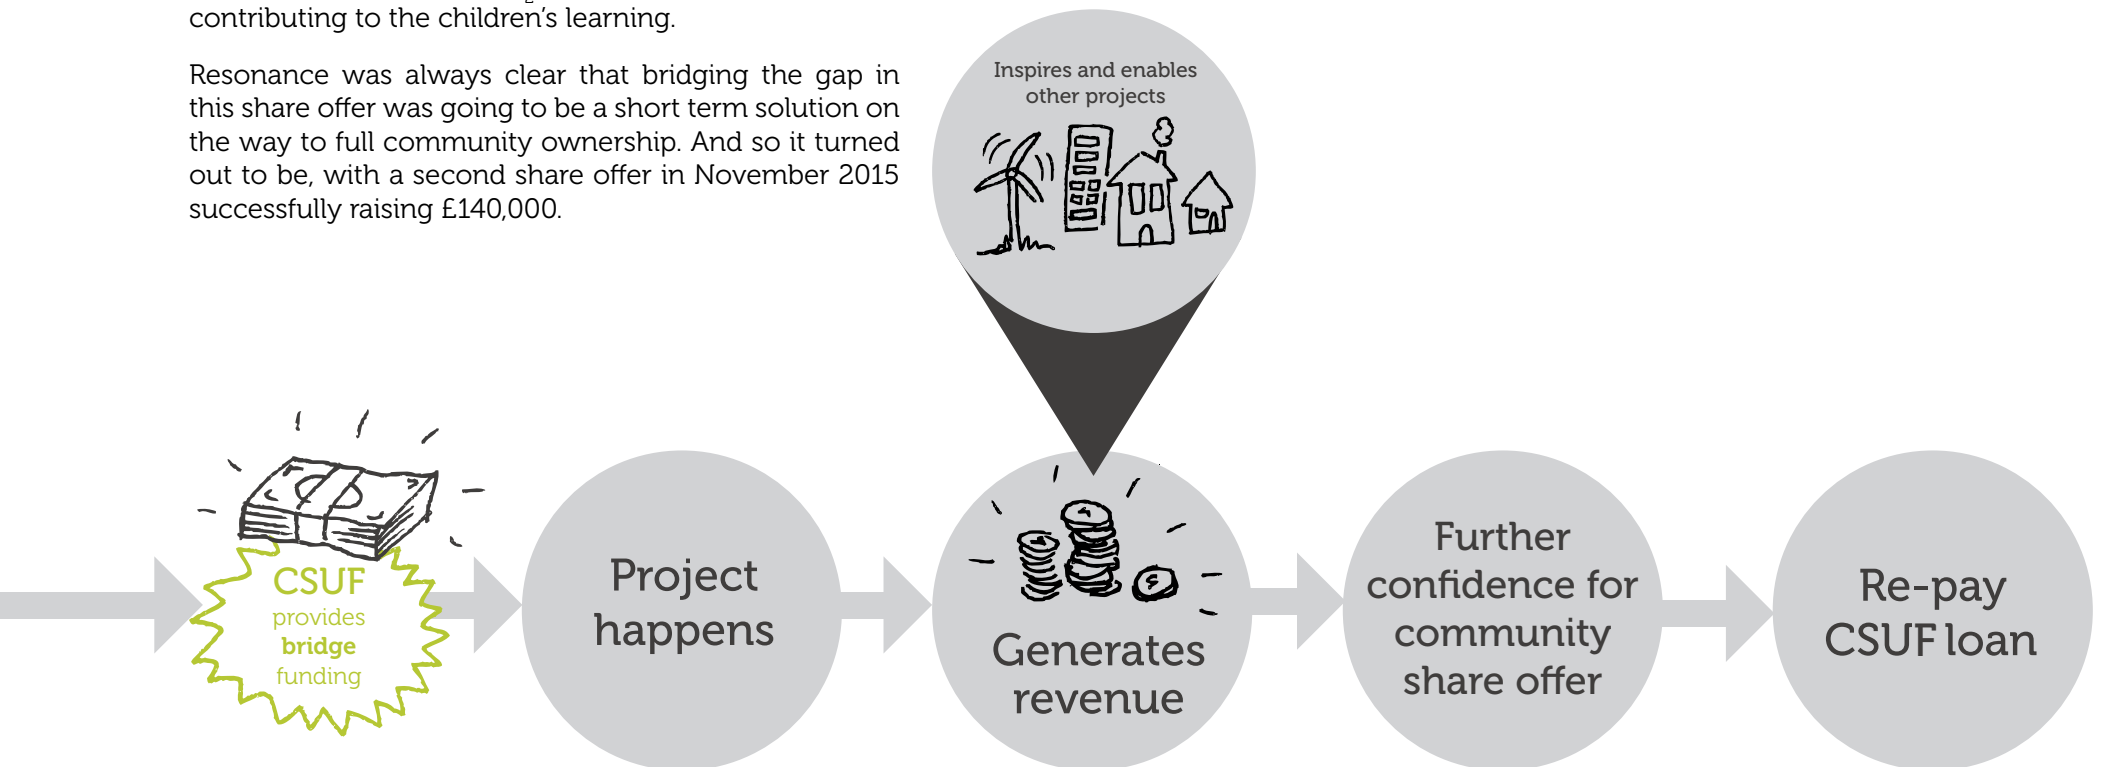 contributing to the children's learning.
Resonance was always clear that bridging the gap in
this share offer was going to be a short term solution on
the way to full community ownership. And so it turned
out to be, with a second share offer in November 2015
successfully raising £140,000.
Inspires and enables
other projects
CSUF
provides
bridge
funding
Project
happens
Generates
revenue
Further
confidence for
community
share offer
Re-pay
CSUF loan